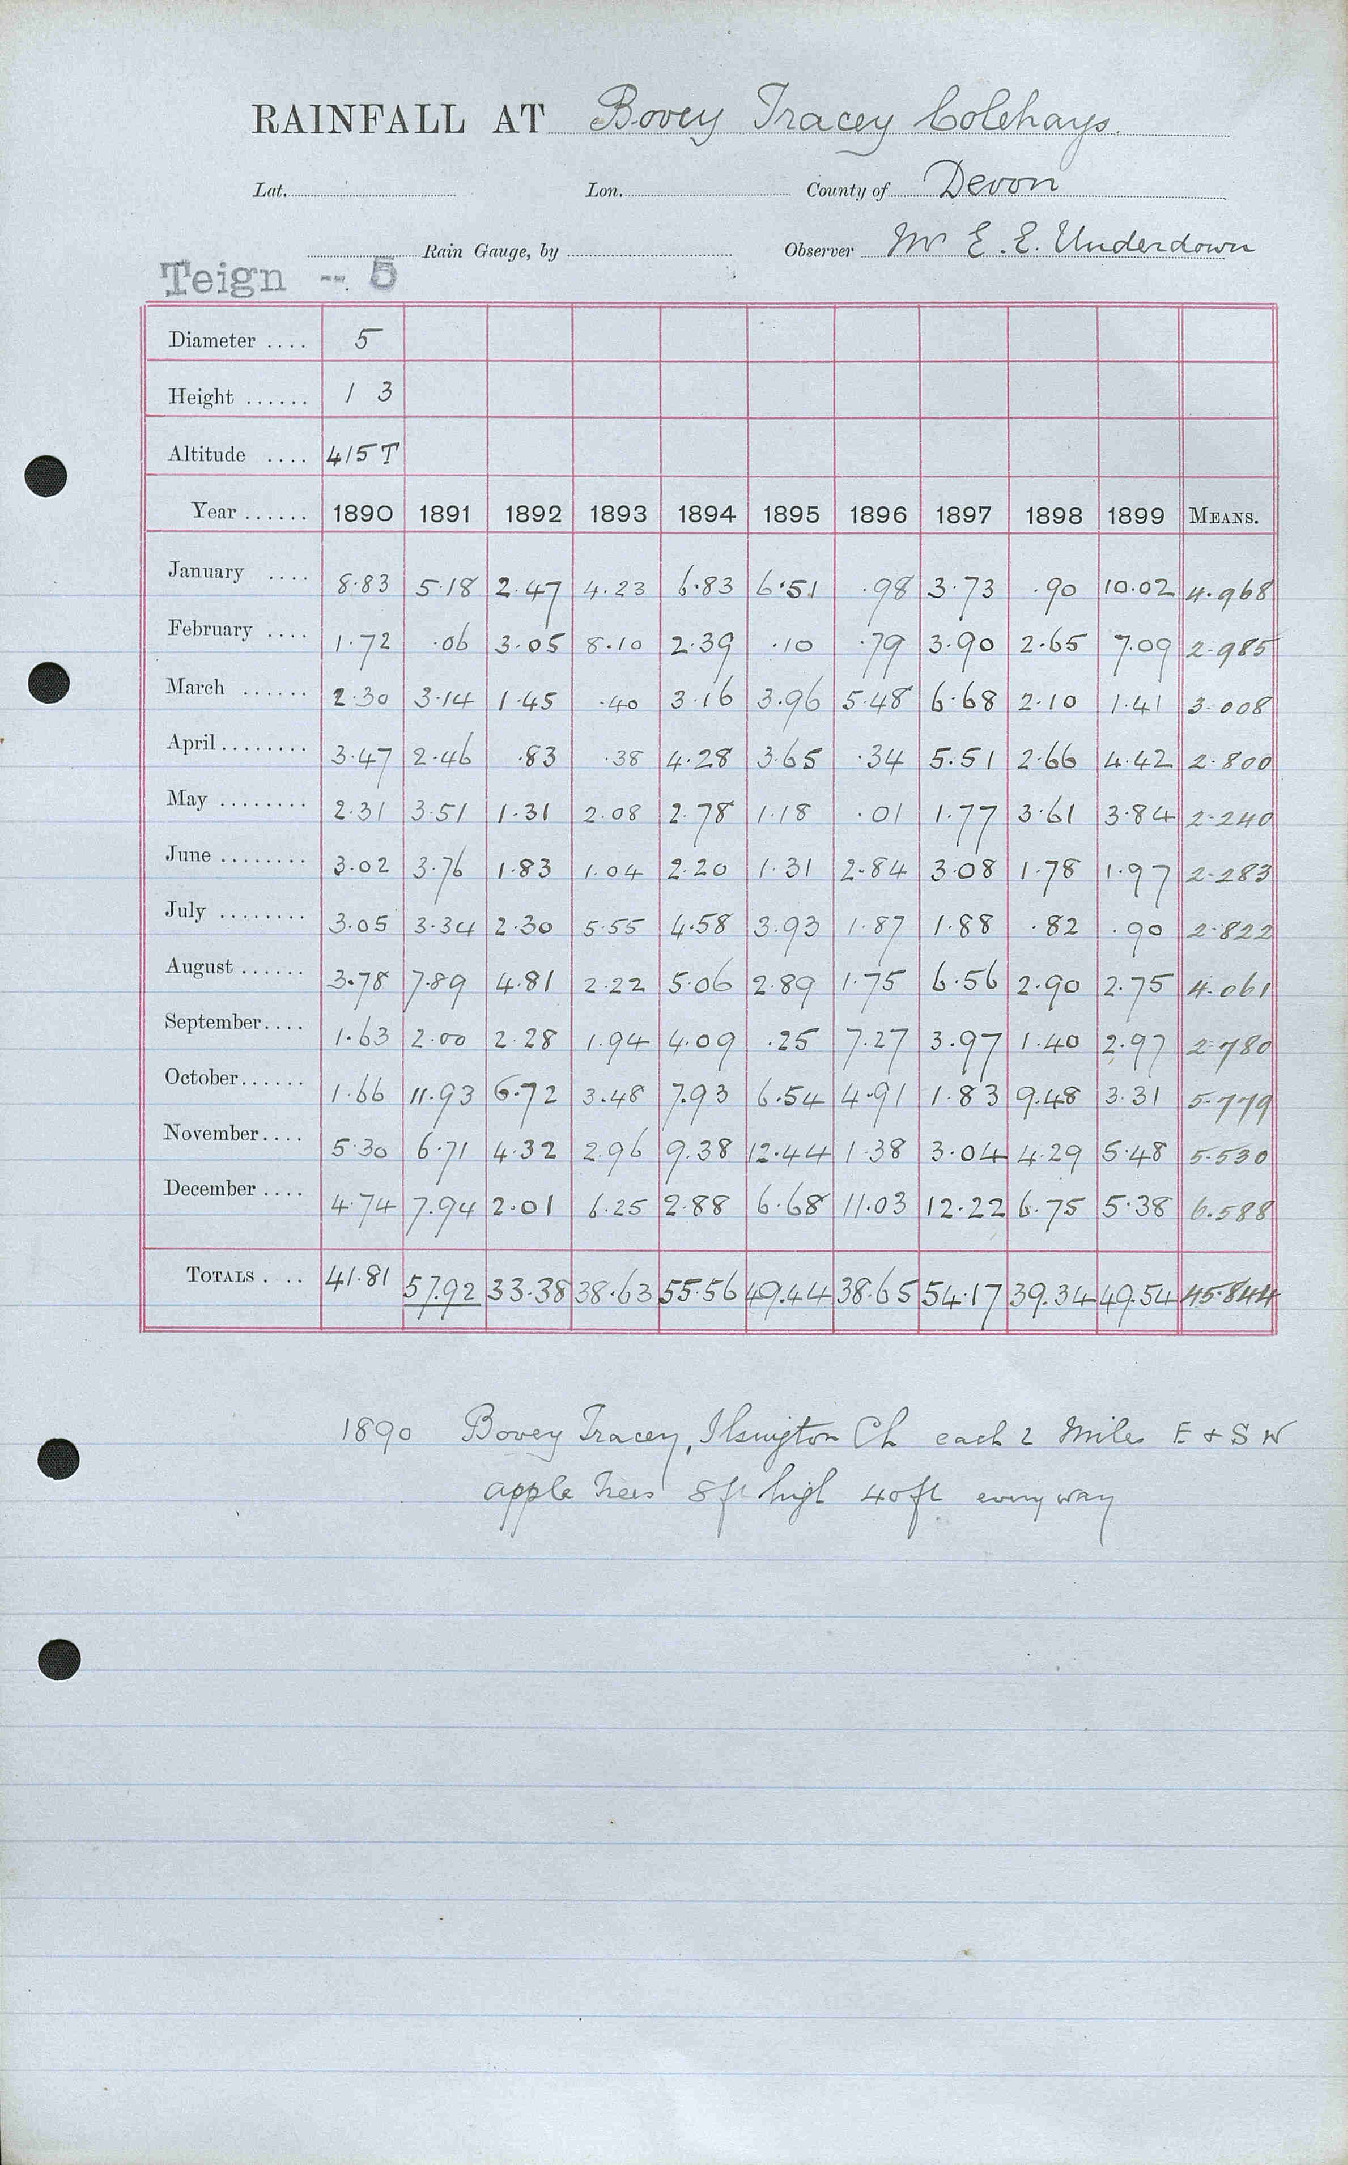 RAINFALL AT Bovey Tracey Colehays.
Lat. Lon. County of Devon
Rain Gauge, by Observer Mr E. E. Underdown
Teign -- 5
Diameter .... 5
Height ...... 1 3
Altitude .... 415 T
Year ...... 1890 1891 1892 1893 1894 1895 1896 1897 1898 1899 MEANS.
January .... 8.83 5.18 2.47 4.23 6.83 6.51 .98 3.73 .90 10.02 4.968
February .... 1.72 .06 3.05 8.10 2.39 .10 .79 3.90 2.65 7.09 2.985
March ...... 2.30 3.14 1.45 .40 3.16 3.96 5.48 6.68 2.10 1.41 3.008
April ........ 3.47 2.46 .83 .38 4.28 3.65 .34 5.51 2.66 4.42 2.800
May ........ 2.31 3.51 1.31 2.08 2.78 1.18 .01 1.77 3.61 3.84 2.240
June ........ 3.02 3.76 1.83 1.04 2.20 1.31 2.84 3.08 1.78 1.97 2.283
July ........ 3.05 3.34 2.30 5.55 4.58 3.93 1.87 1.88 .82 .90 2.822
August ...... 3.78 7.89 4.81 2.22 5.06 2.89 1.75 6.56 2.90 2.75 4.061
September.... 1.63 2.00 2.28 1.94 4.09 .25 7.27 3.97 1.40 2.97 2.780
October...... 1.66 11.93 6.72 3.48 7.93 6.54 4.91 1.83 9.48 3.31 5.779
November.... 5.30 6.71 4.32 2.96 9.38 12.44 1.38 3.04 4.29 5.48 5.530
December .... 4.74 7.94 2.01 6.25 2.88 6.68 11.03 12.22 6.75 5.38 6.588
TOTALS . .. 41.81 57.92 33.38 38.63 55.56 49.44 38.65 54.17 39.34 49.54 45.844
1890 Bovey Tracey, Ilsington Ch each 2 Miles E + S W
apple trees 8ft high 40ft every way